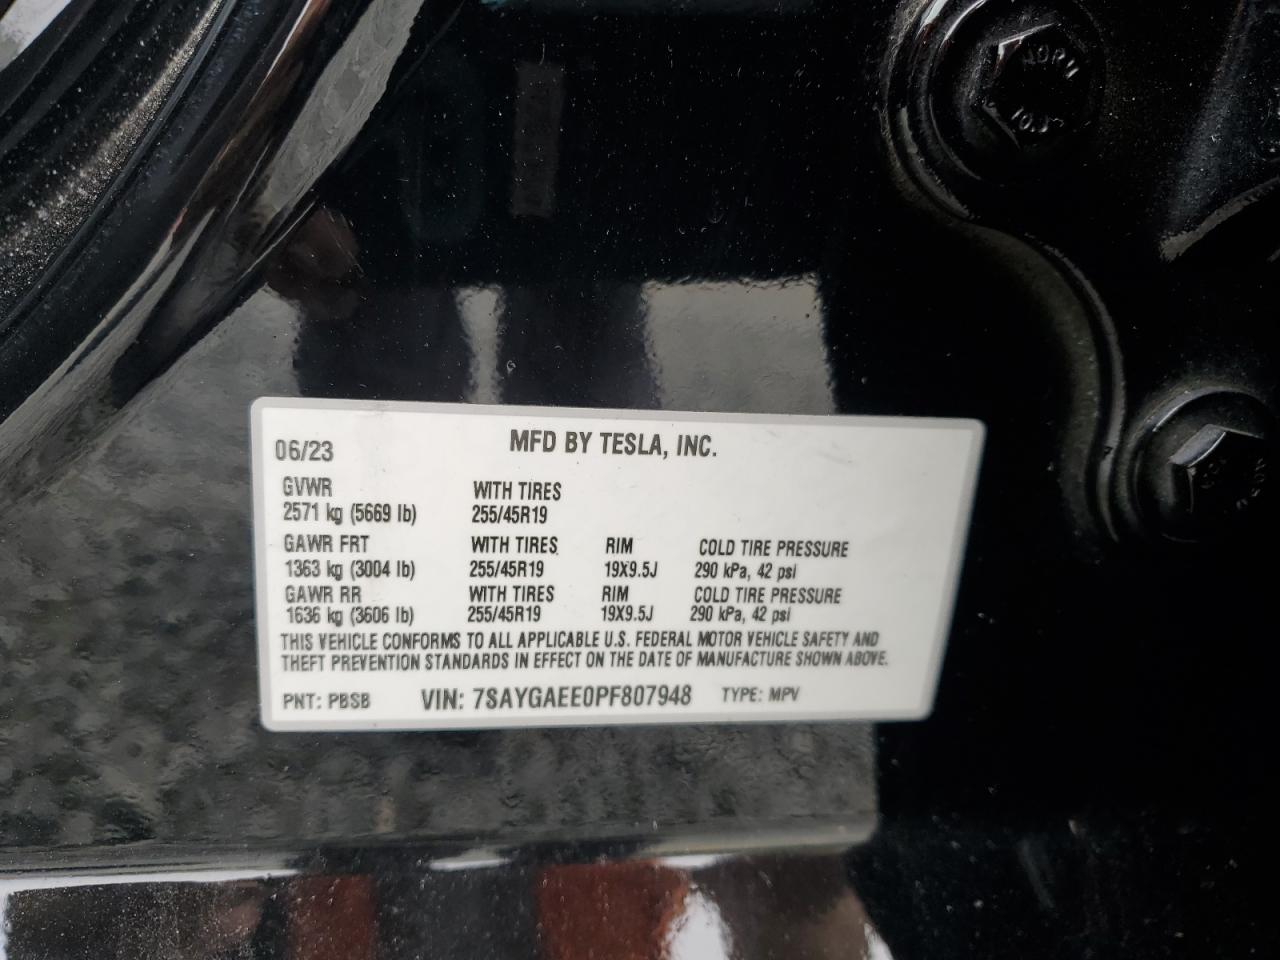 MFD BY TESLA, INC.
06/23
GVWR WITH TIRES
2571 kg (5669 lb) 255/45R19
GAWR FRT WITH TIRES RIM COLD TIRE PRESSURE
1363 kg (3004 lb) 255/45R19 19X9.5J 290 kPa, 42 psi
GAWR RR WITH TIRES RIM COLD TIRE PRESSURE
1636 kg (3606 lb) 255/45R19 19X9.5J 290 kPa, 42 psi
THIS VEHICLE CONFORMS TO ALL APPLICABLE U.S. FEDERAL MOTOR VEHICLE SAFETY AND
THEFT PREVENTION STANDARDS IN EFFECT ON THE DATE OF MANUFACTURE SHOWN ABOVE.
PNT: PBSB VIN: 7SAYGAEE0PF807948 TYPE: MPV